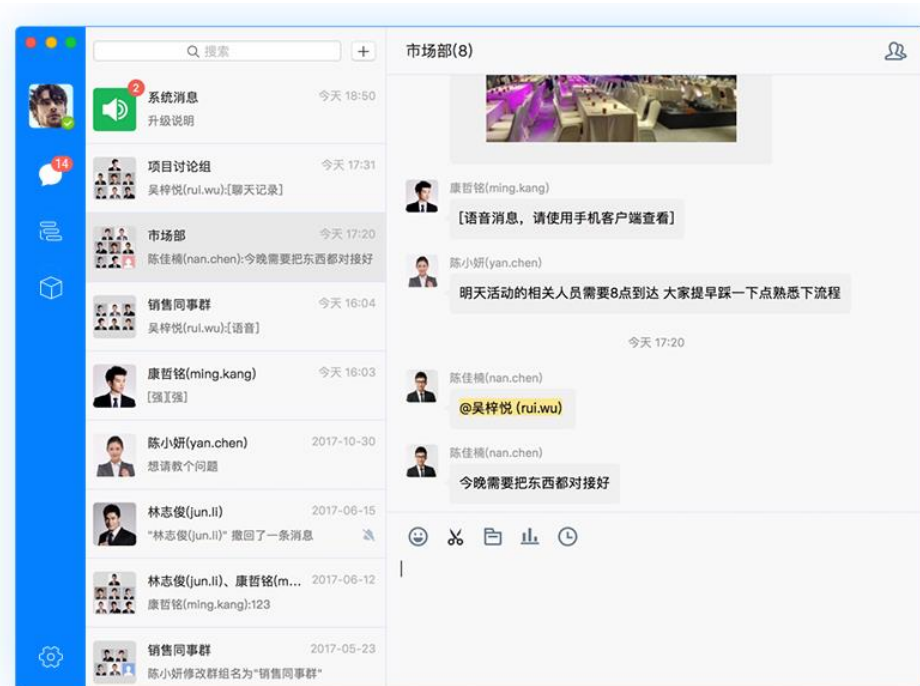 搜索
市场部(8)
2
系统消息
今天 18:50
升级说明
14
项目讨论组
今天 17:31
吴梓悦(rui.wu):[聊天记录]
市场部
今天 17:20
陈佳楠(nan.chen):今晚需要把东西都对接好
销售同事群
今天 16:04
吴梓悦(rui.wu):[语音]
康哲铭(ming.kang)
今天 16:03
[强][强]
陈小妍(yan.chen)
2017-10-30
想请教个问题
林志俊(jun.li)
2017-06-15
"林志俊(jun.li)" 撤回了一条消息
林志俊(jun.li)、康哲铭(m...
2017-06-12
康哲铭(ming.kang):123
销售同事群
2017-05-23
陈小妍修改群组名为"销售同事群"
康哲铭(ming.kang)
[语音消息，请使用手机客户端查看]
陈小妍(yan.chen)
明天活动的相关人员需要8点到达 大家提早踩一下点熟悉下流程
今天 17:20
陈佳楠(nan.chen)
@吴梓悦 (rui.wu)
陈佳楠(nan.chen)
今晚需要把东西都对接好